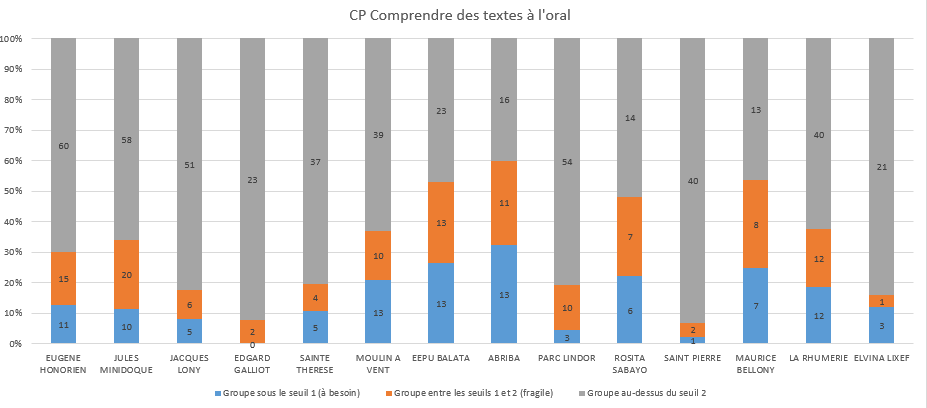 CP Comprendre des textes à l'oral
100%
90%
80%
70%
60%
50%
40%
30%
20%
10%
0%
60 58 51 23 37 39 23 16 54 14 40 13 40 21
15 20 6 2 4 10 13 11 10 7 2 8 12 1
11 10 5 0 5 13 13 13 3 6 1 7 12 3
EUGENE HONORIEN
JULES MINIDOQUE
JACQUES LONY
EDGARD GALLIOT
SAINTE THERESE
MOULIN A VENT
EEPU BALATA
ABRIBA
PARC LINDOR
ROSITA SABAYO
SAINT PIERRE
MAURICE BELLONY
LA RHUMERIE
ELVINA LIXEF
Groupe sous le seuil 1 (à besoin)
Groupe entre les seuils 1 et 2 (fragile)
Groupe au-dessus du seuil 2